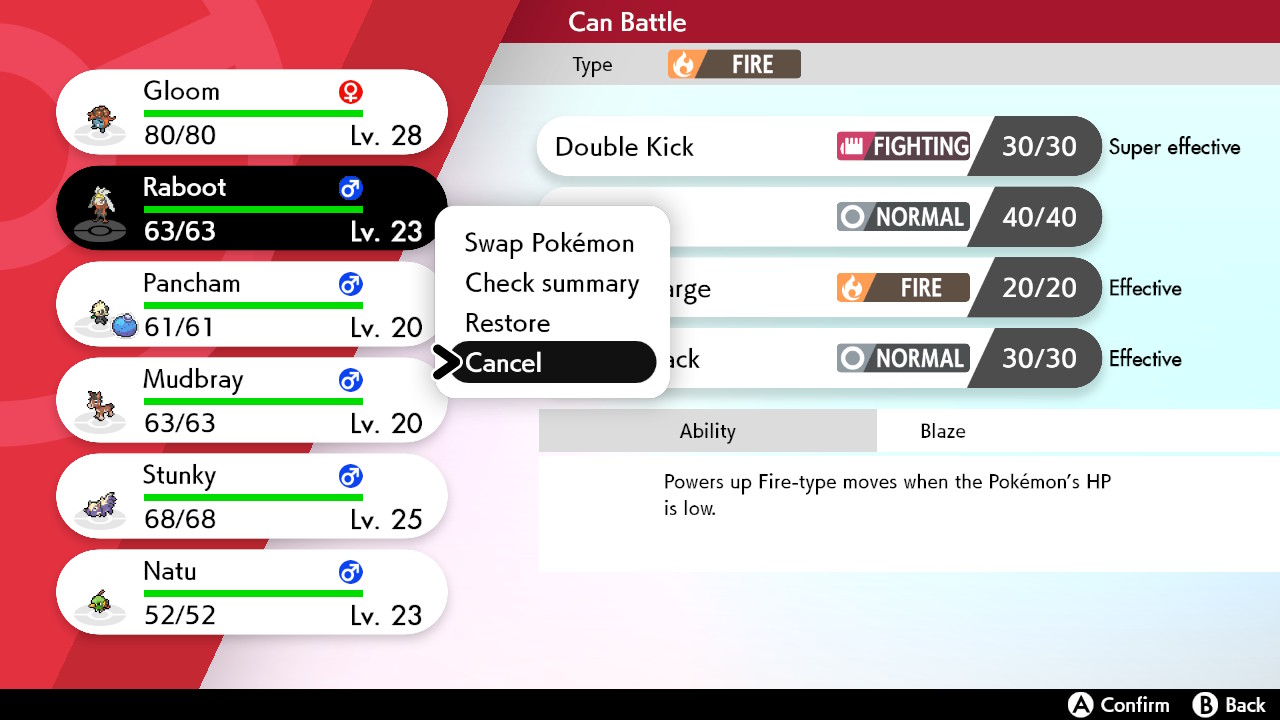 Can Battle
Type FIRE
Gloom ♀
80/80 Lv. 28
Raboot ♂
63/63 Lv. 23
Pancham ♂
61/61 Lv. 20
Mudbray ♂
63/63 Lv. 20
Stunky ♂
68/68 Lv. 25
Natu ♂
52/52 Lv. 23
Swap Pokémon
Check summary
Restore
Cancel
Double Kick FIGHTING 30/30 Super effective
NORMAL 40/40
FIRE 20/20 Effective
NORMAL 30/30 Effective
Ability Blaze
Powers up Fire-type moves when the Pokémon's HP
is low.
A Confirm B Back